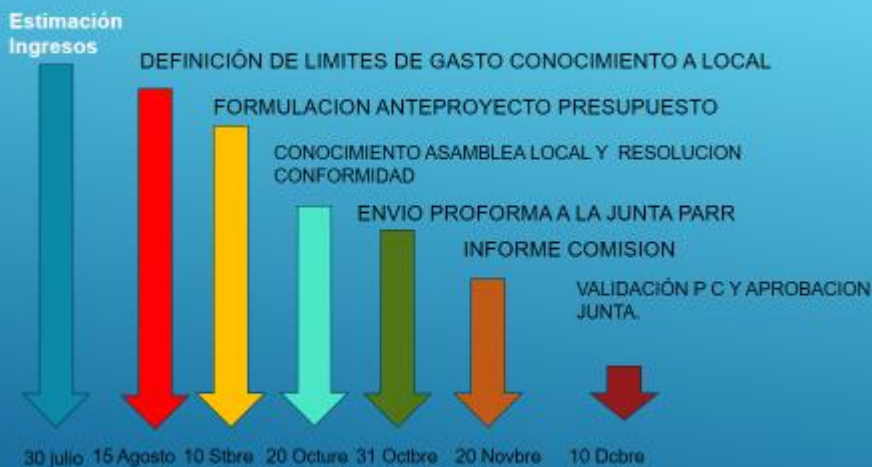 Estimación
Ingresos
DEFINICIÓN DE LIMITES DE GASTO CONOCIMIENTO A LOCAL
FORMULACION ANTEPROYECTO PRESUPUESTO
CONOCIMIENTO ASAMBLEA LOCAL Y RESOLUCION
CONFORMIDAD
ENVIO PROFORMA A LA JUNTA PARR
INFORME COMISION
VALIDACIÓN P C Y APROBACION
JUNTA.
30 julio 15 Agosto 10 Stbre 20 Octure 31 Octbre 20 Novbre 10 Dcbre